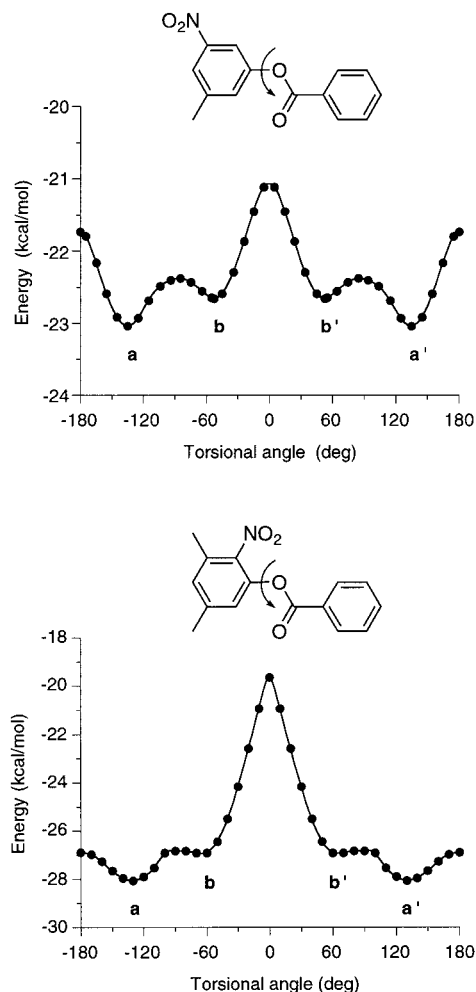 O₂N
O
O
-20
-21
-22
-23
-24
Energy (kcal/mol)
a
b
b'
a'
-180 -120 -60 0 60 120 180
Torsional angle (deg)
NO₂
O
O
-18
-20
-22
-24
-26
-28
-30
Energy (kcal/mol)
a
b
b'
a'
-180 -120 -60 0 60 120 180
Torsional angle (deg)